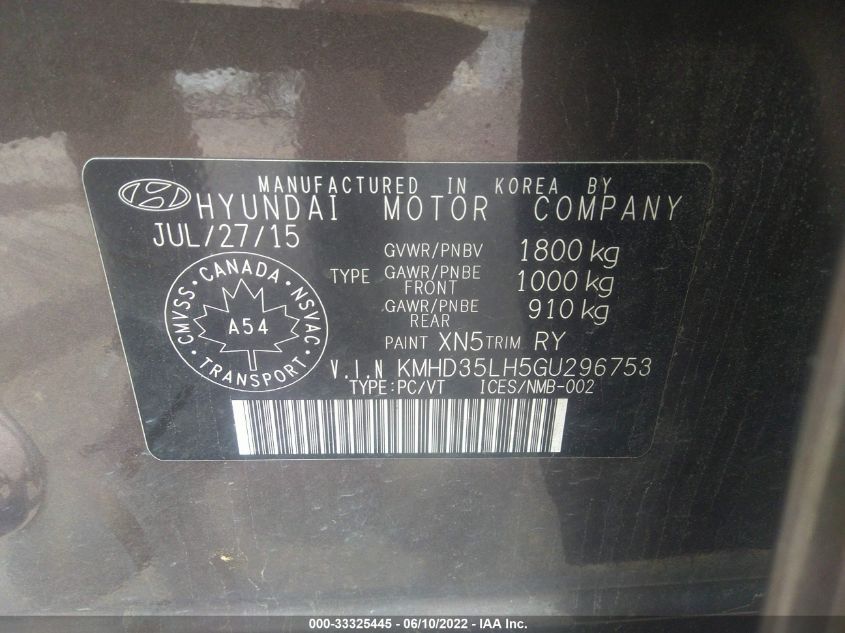 MANUFACTURED IN KOREA BY
HYUNDAI MOTOR COMPANY
JUL/27/15
GVWR/PNBV 1800 kg
TYPE GAWR/PNBE FRONT 1000 kg
GAWR/PNBE REAR 910 kg
PAINT XN5 TRIM RY
CMVSS · CANADA · NSVAC · TRANSPORT ·
A54
V.I.N KMHD35LH5GU296753
TYPE:PC/VT ICES/NMB-002
000-33325445 - 06/10/2022 - IAA Inc.